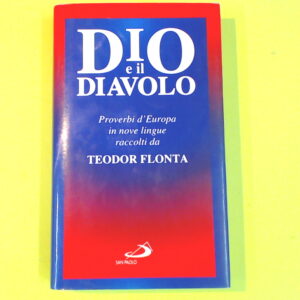 DIO
e il
DIAVOLO
Proverbi d'Europa
in nove lingue
raccolti da
TEODOR FLONTA
SAN PAOLO